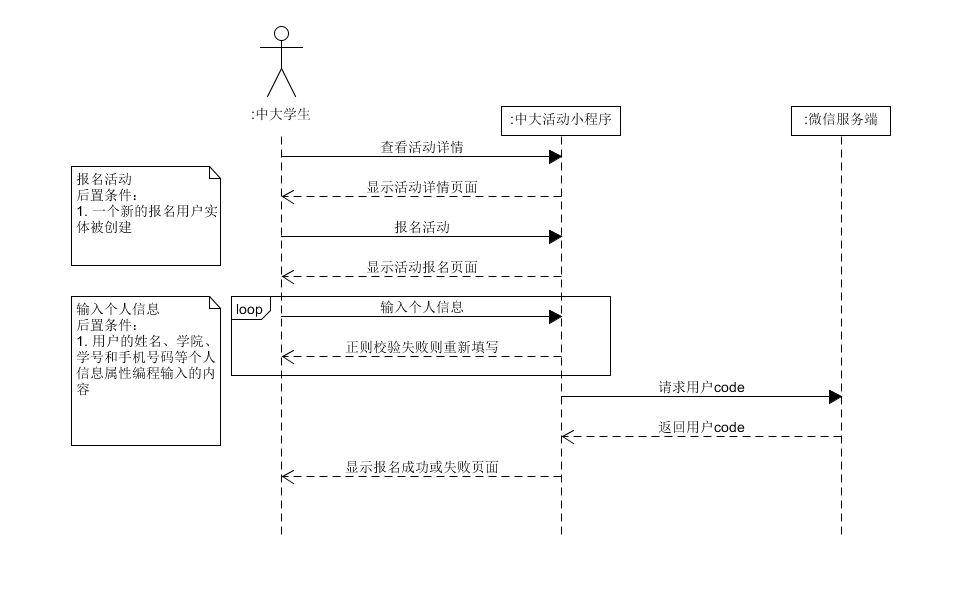 :中大学生
:中大活动小程序
:微信服务端
查看活动详情
显示活动详情页面
报名活动
后置条件：
1. 一个新的报名用户实
体被创建
报名活动
显示活动报名页面
输入个人信息
后置条件：
1. 用户的姓名、学院、
学号和手机号码等个人
信息属性编程输入的内
容
loop
输入个人信息
正则校验失败则重新填写
请求用户code
返回用户code
显示报名成功或失败页面